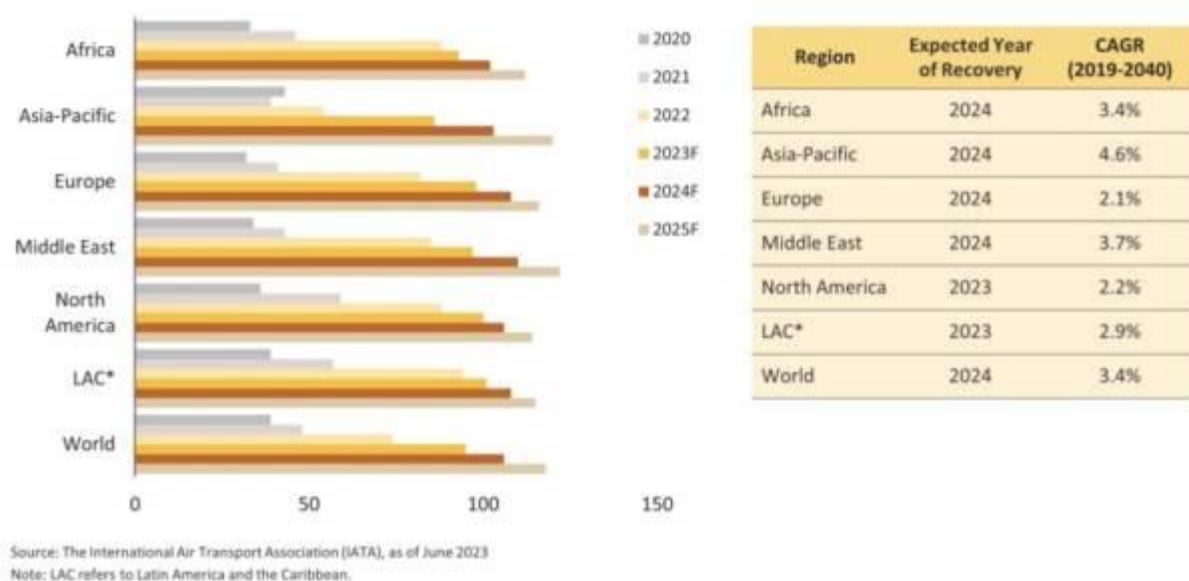 Africa
Asia-Pacific
Europe
Middle East
North
America
LAC*
World
0 50 100 150
2020
2021
2022
2023F
2024F
2025F
Region Expected Year of Recovery CAGR (2019-2040)
Africa 2024 3.4%
Asia-Pacific 2024 4.6%
Europe 2024 2.1%
Middle East 2024 3.7%
North America 2023 2.2%
LAC* 2023 2.9%
World 2024 3.4%
Source: The International Air Transport Association (IATA), as of June 2023
Note: LAC refers to Latin America and the Caribbean.